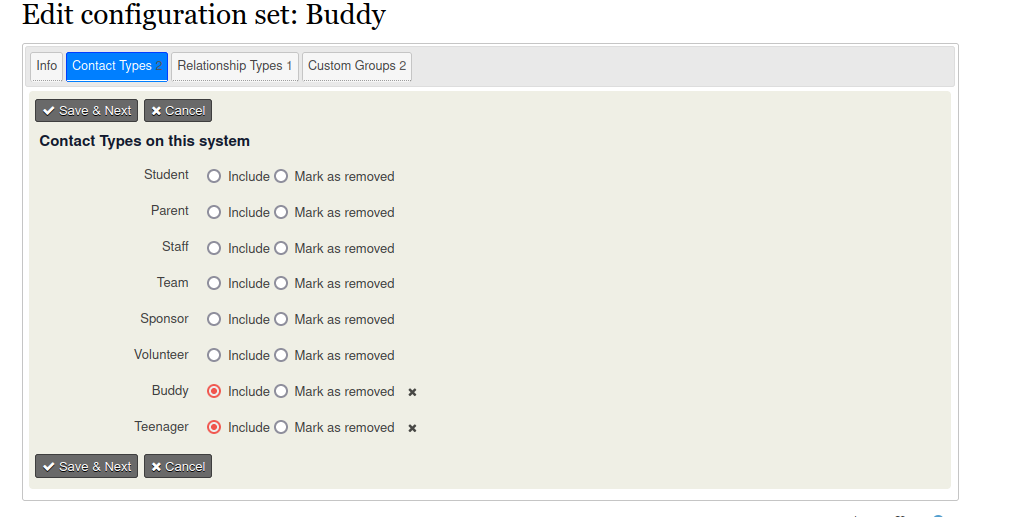 Edit configuration set: Buddy
Info Contact Types 2 Relationship Types 1 Custom Groups 2
Save & Next Cancel
Contact Types on this system
Student Include Mark as removed
Parent Include Mark as removed
Staff Include Mark as removed
Team Include Mark as removed
Sponsor Include Mark as removed
Volunteer Include Mark as removed
Buddy Include Mark as removed
Teenager Include Mark as removed
Save & Next Cancel